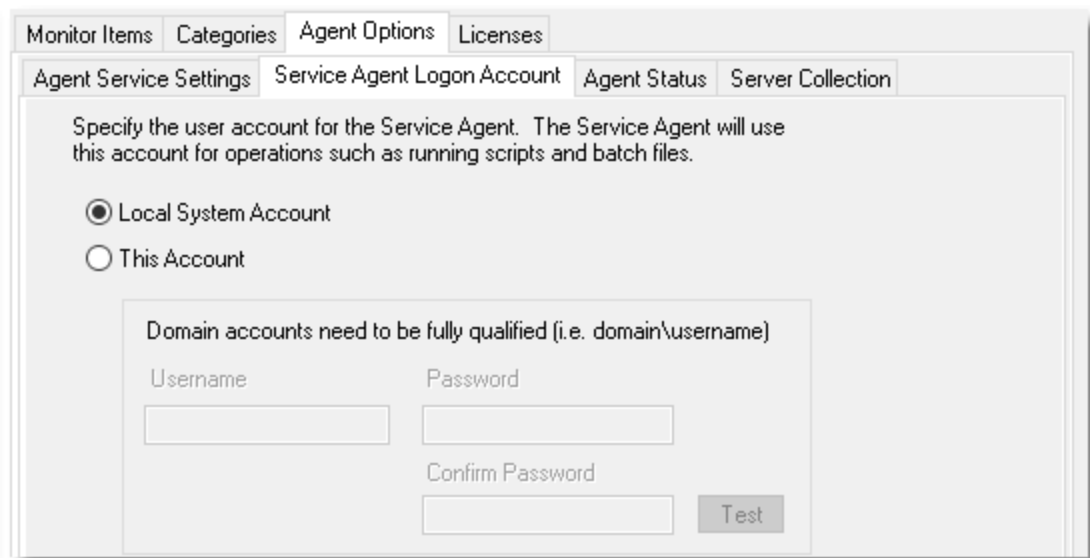 Monitor Items Categories Agent Options Licenses
Agent Service Settings Service Agent Logon Account Agent Status Server Collection
Specify the user account for the Service Agent. The Service Agent will use
this account for operations such as running scripts and batch files.
Local System Account
This Account
Domain accounts need to be fully qualified (i.e. domain\username)
Username Password
Confirm Password
Test